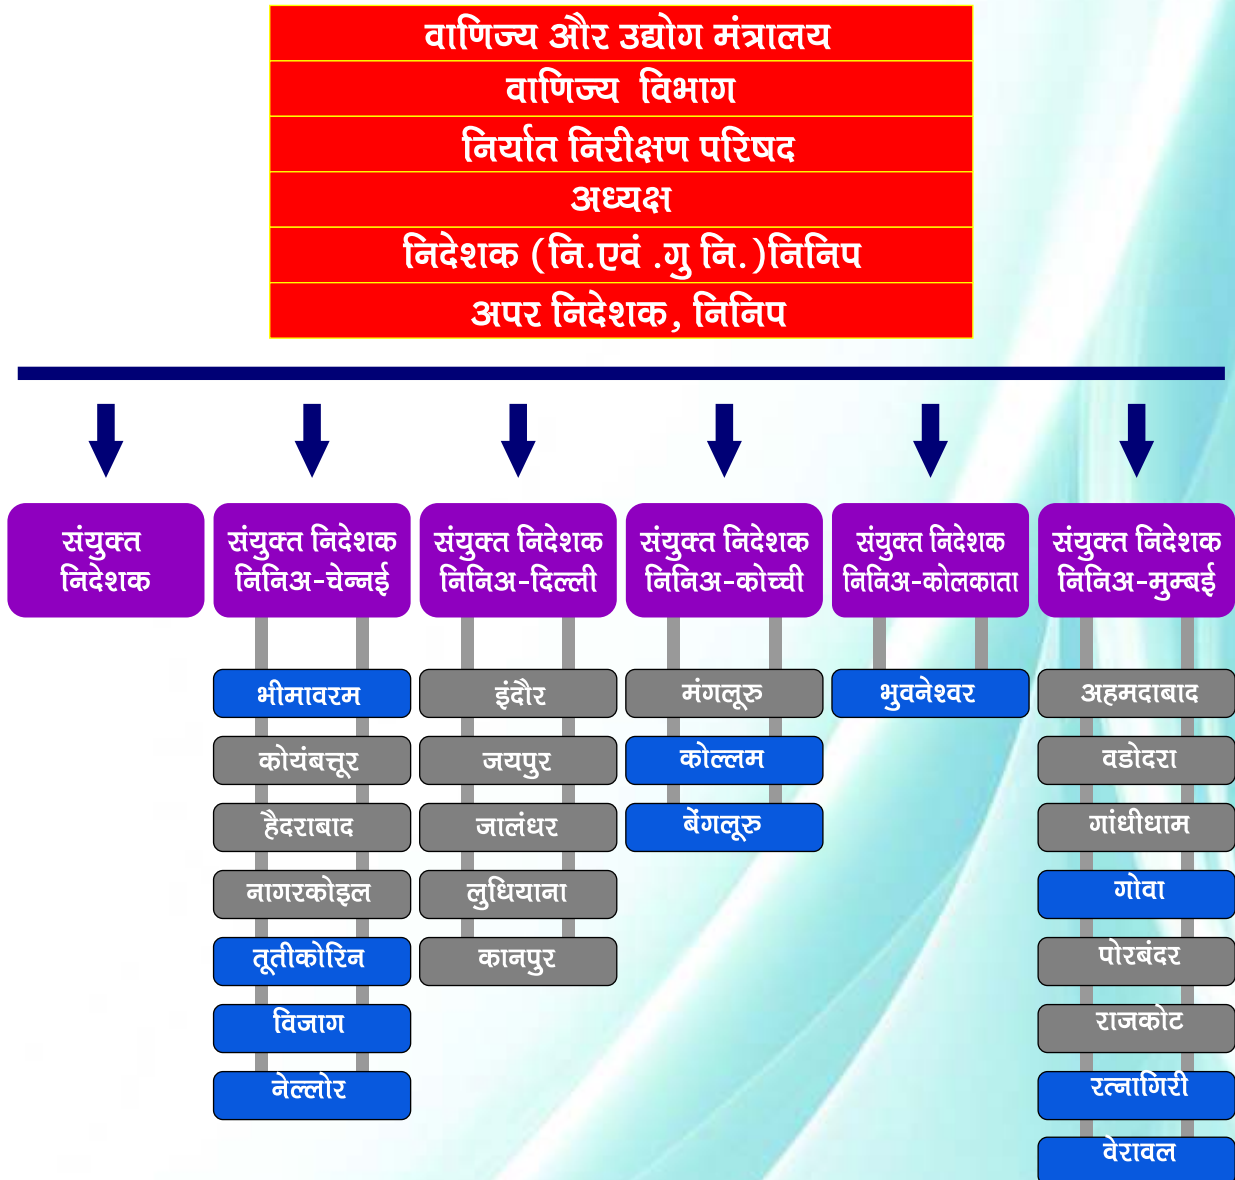 वाणिज्य और उद्योग मंत्रालय
वाणिज्य विभाग
निर्यात निरीक्षण परिषद
अध्यक्ष
निदेशक (नि.एवं .गु नि.)निनिप
अपर निदेशक, निनिप
संयुक्त
निदेशक
संयुक्त निदेशक
निनिअ-चेन्नई
भीमावरम
कोयंबत्तूर
हैदराबाद
नागरकोइल
तूतीकोरिन
विजाग
नेल्लोर
संयुक्त निदेशक
निनिअ-दिल्ली
इंदौर
जयपुर
जालंधर
लुधियाना
कानपुर
संयुक्त निदेशक
निनिअ-कोच्ची
मंगलूरु
कोल्लम
बेंगलूरु
संयुक्त निदेशक
निनिअ-कोलकाता
भुवनेश्वर
संयुक्त निदेशक
निनिअ-मुम्बई
अहमदाबाद
वडोदरा
गांधीधाम
गोवा
पोरबंदर
राजकोट
रत्नागिरी
वेरावल